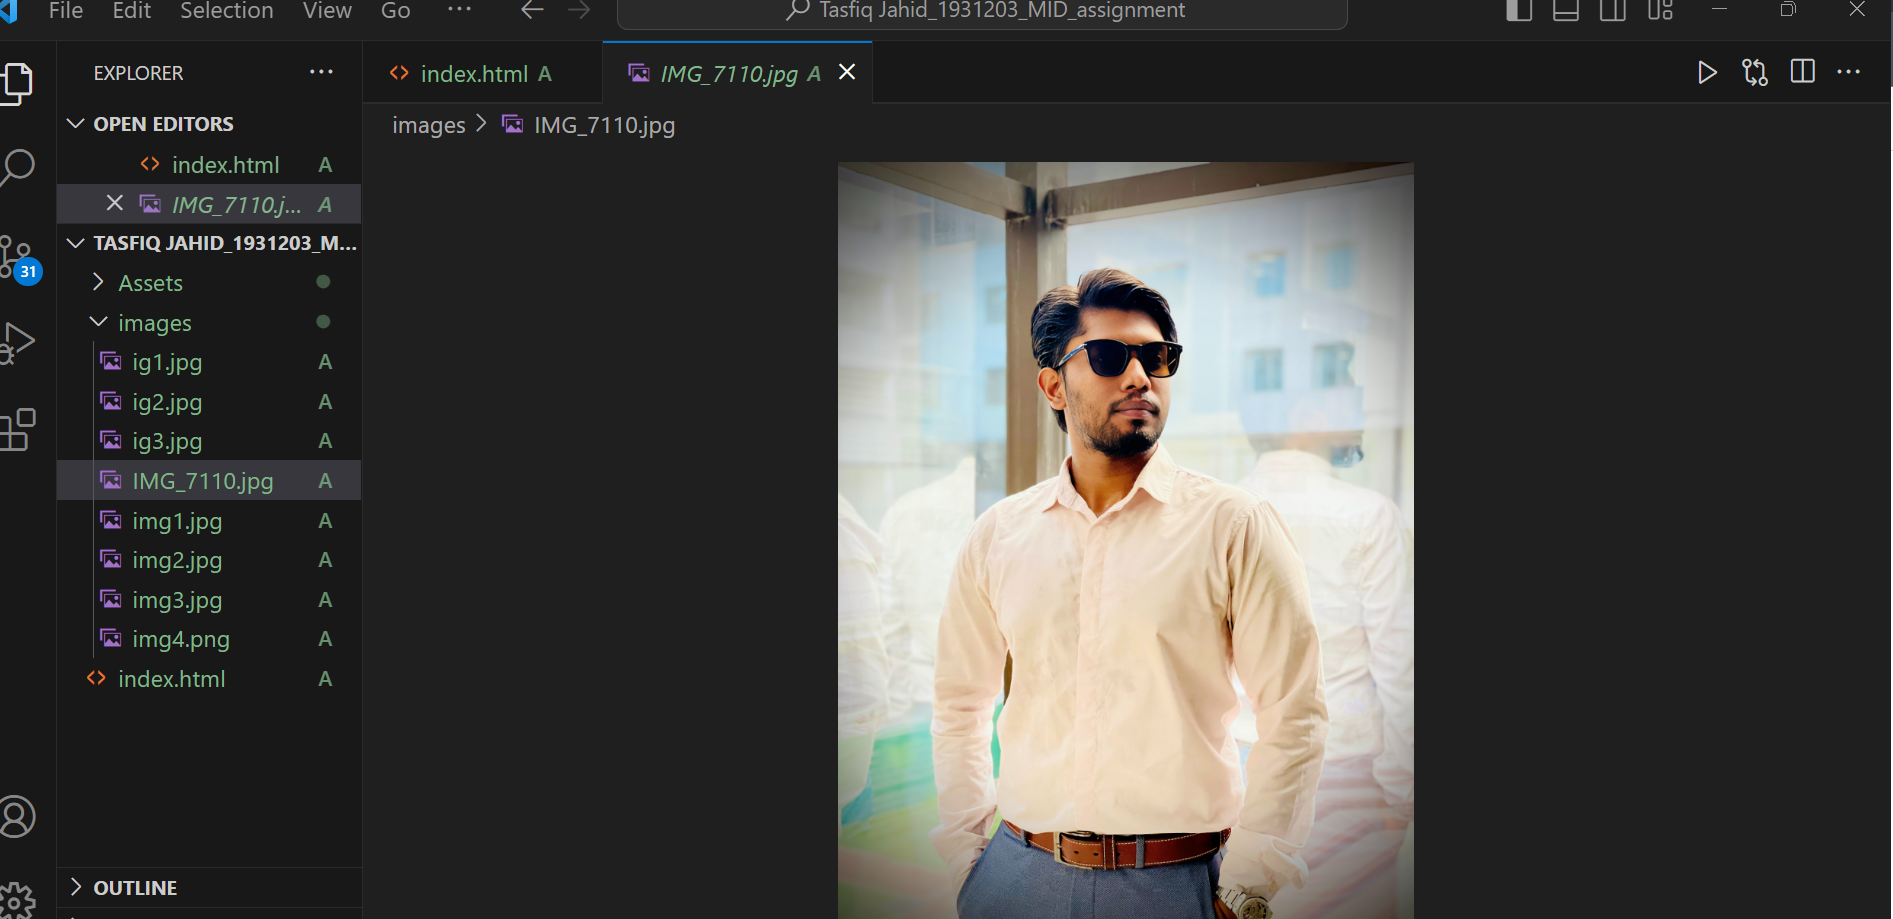 File Edit Selection View Go ··· Tasfiq Jahid_1931203_MID_assignment
EXPLORER ···
index.html A
IMG_7110.jpg A
images > IMG_7110.jpg
OPEN EDITORS
index.html A
IMG_7110.j... A
TASFIQ JAHID_1931203_M...
Assets
images
ig1.jpg A
ig2.jpg A
ig3.jpg A
IMG_7110.jpg A
img1.jpg A
img2.jpg A
img3.jpg A
img4.png A
index.html A
31
OUTLINE